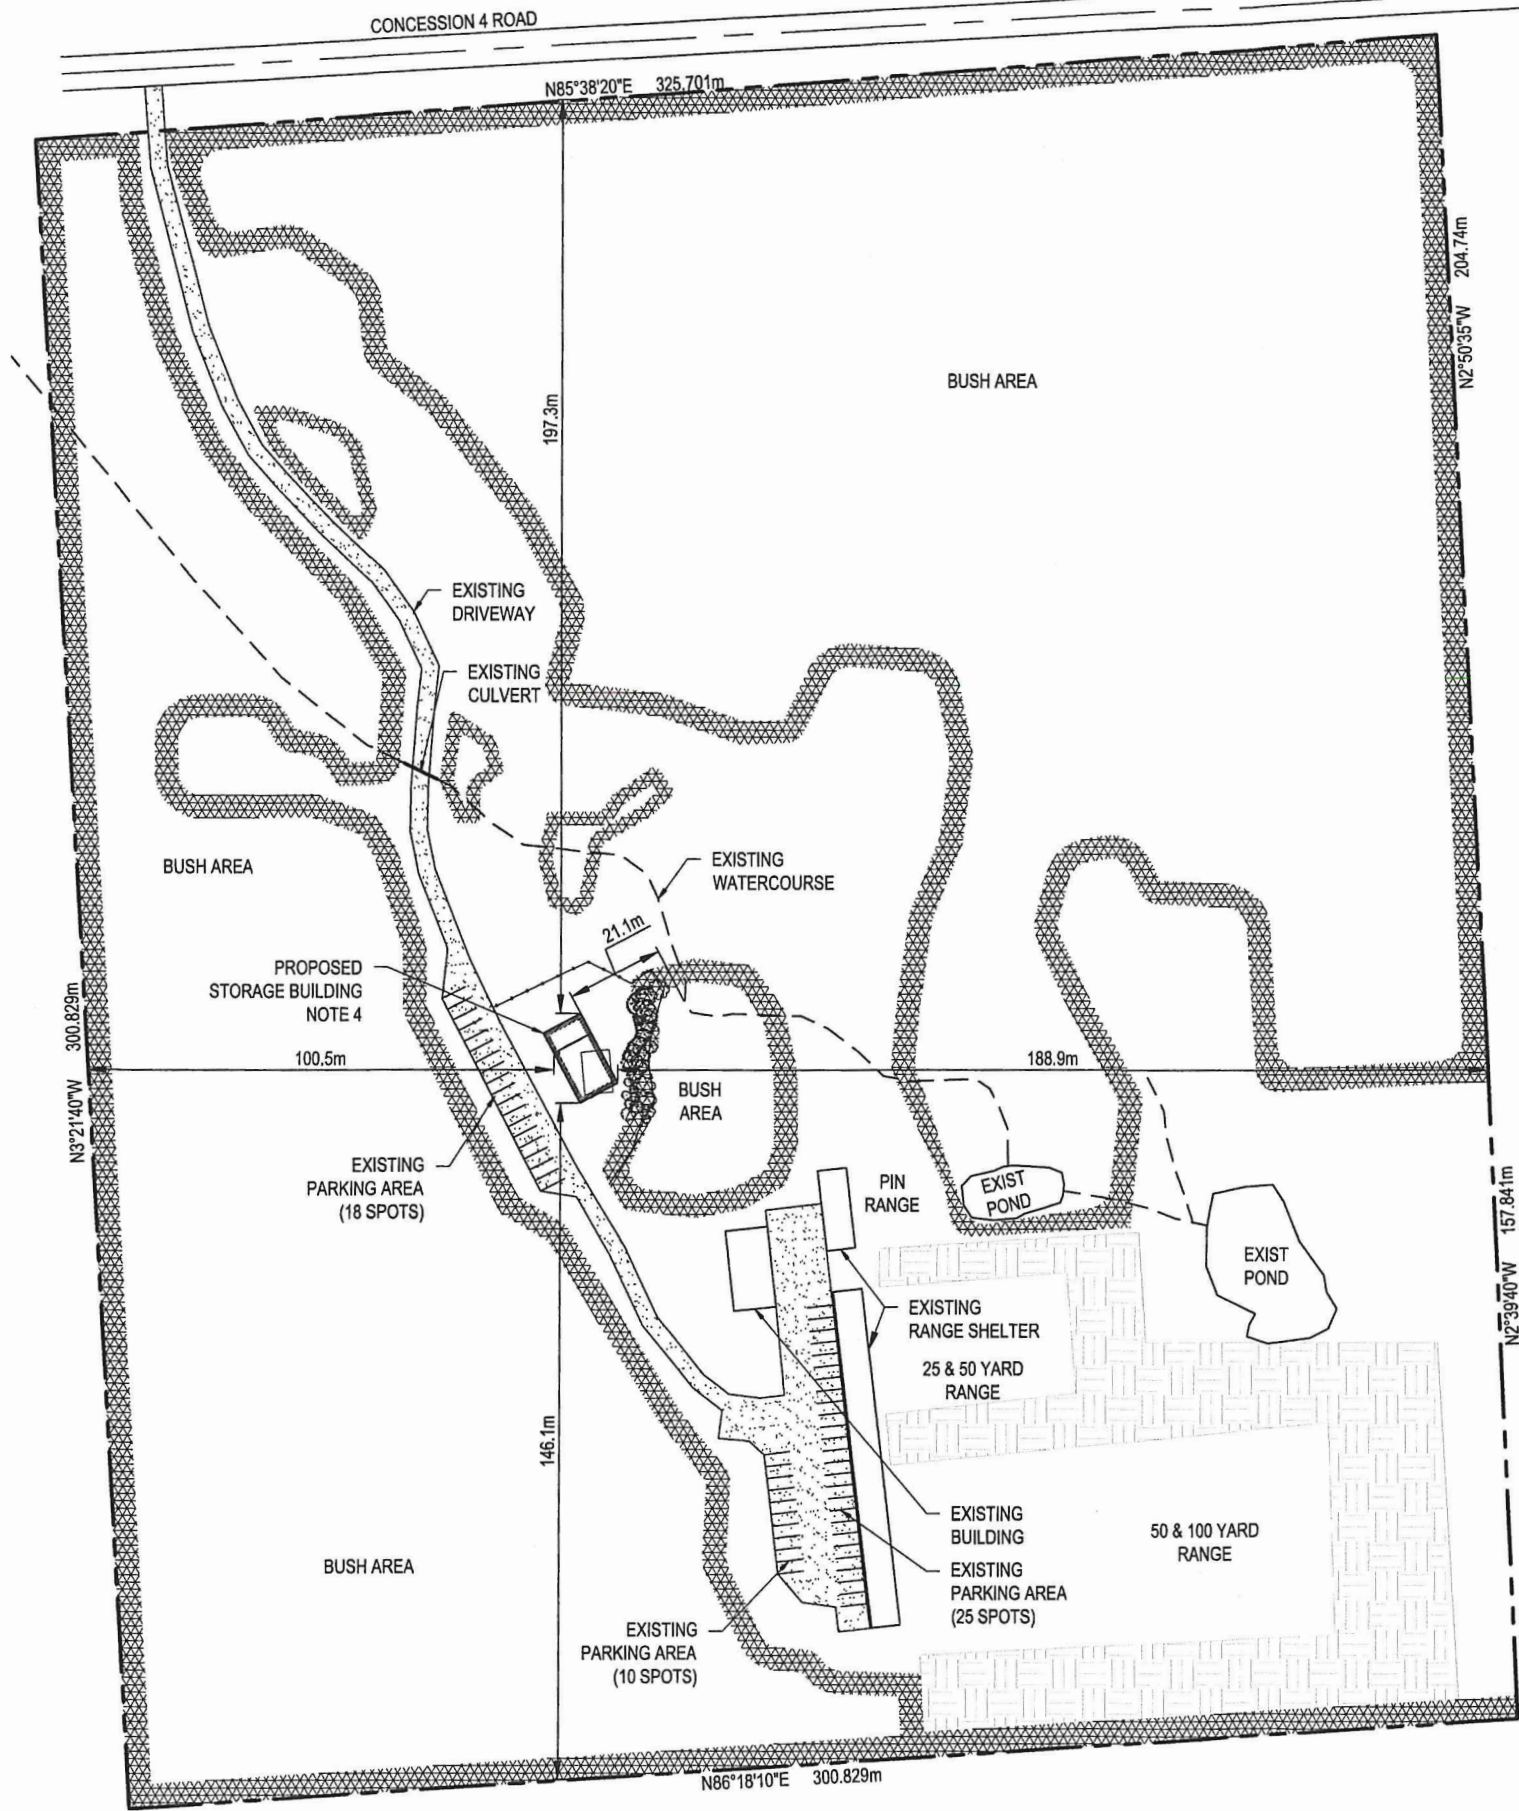 CONCESSION 4 ROAD
N85°38'20"E 325.701m
N2°50'35"W 204.74m
BUSH AREA
197.3m
EXISTING
DRIVEWAY
EXISTING
CULVERT
BUSH AREA
EXISTING
WATERCOURSE
21.1m
PROPOSED
STORAGE BUILDING
NOTE 4
N3°21'40"W 300.829m
100.5m
188.9m
BUSH
AREA
EXISTING
PARKING AREA
(18 SPOTS)
PIN
RANGE
EXIST
POND
EXIST
POND
N2°39'40"W 157.841m
EXISTING
RANGE SHELTER
25 & 50 YARD
RANGE
146.1m
EXISTING
BUILDING
50 & 100 YARD
RANGE
BUSH AREA
EXISTING
PARKING AREA
(25 SPOTS)
EXISTING
PARKING AREA
(10 SPOTS)
N86°18'10"E 300.829m